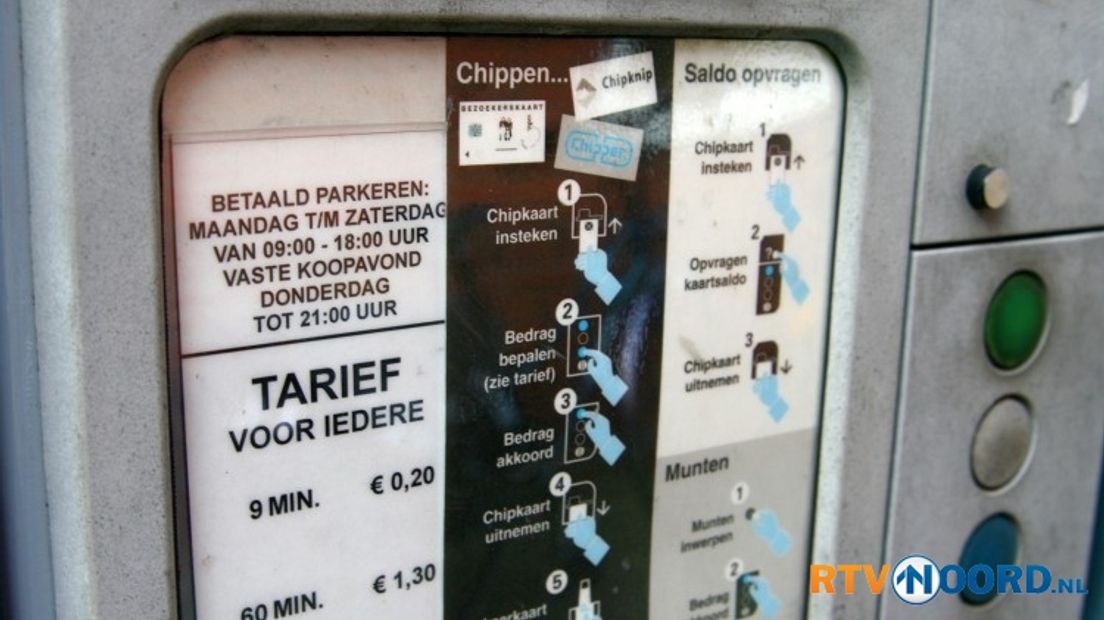 BETAALD PARKEREN:
MAANDAG T/M ZATERDAG
VAN 09:00 - 18:00 UUR
VASTE KOOPAVOND
DONDERDAG
TOT 21:00 UUR
TARIEF
VOOR IEDERE
9 MIN. € 0,20
60 MIN. € 1,30
Chippen...
Chipknip
BEZOEKERSKAART
Chipper
1
Chipkaart
insteken
2
Bedrag
bepalen
(zie tarief)
3
Bedrag
akkoord
4
Chipkaart
uitnemen
5
Saldo opvragen
1
Chipkaart
insteken
2
Opvragen
kaartsaldo
3
Chipkaart
uitnemen
Munten
1
Munten
inwerpen
2
Bedrag
akkoord
RTVNOORD.NL